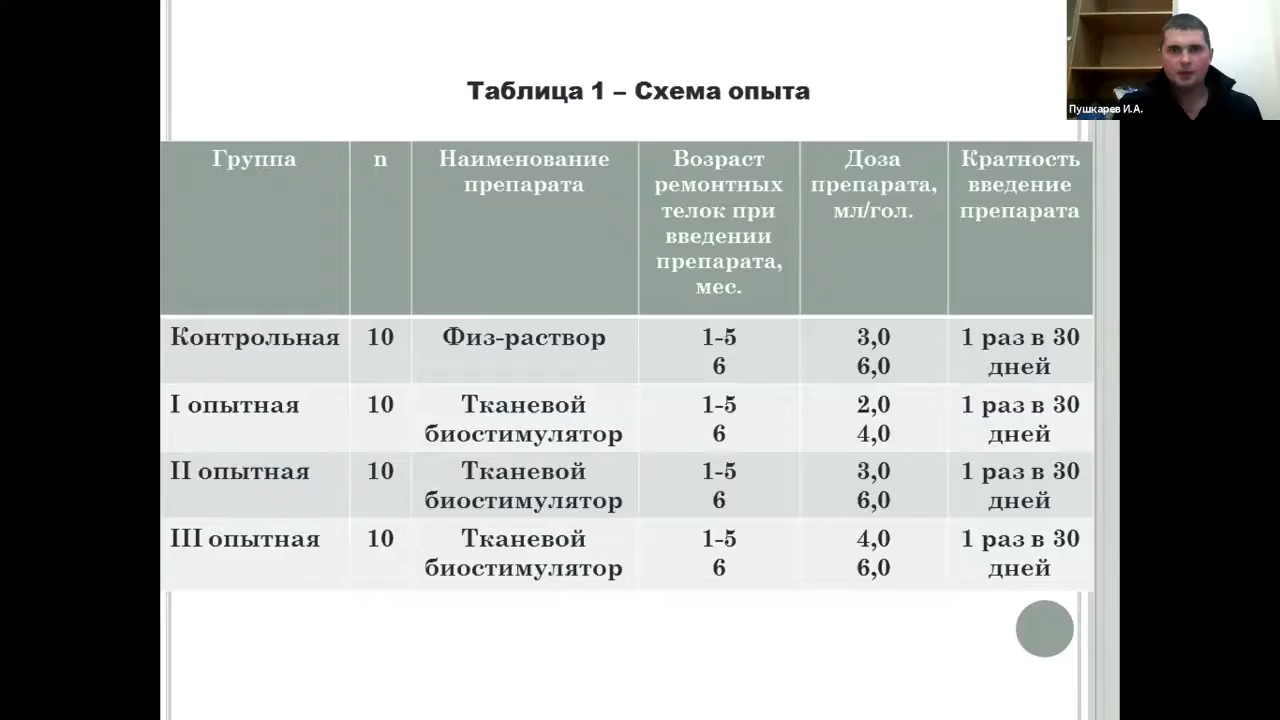 Таблица 1 – Схема опыта
Пушкарев И.А.
Группа
n
Наименование
препарата
Возраст
ремонтных
телок при
введении
препарата,
мес.
Доза
препарата,
мл/гол.
Кратность
введение
препарата
Контрольная
10
Физ-раствор
1-5
6
3,0
6,0
1 раз в 30
дней
I опытная
10
Тканевой
биостимулятор
1-5
6
2,0
4,0
1 раз в 30
дней
II опытная
10
Тканевой
биостимулятор
1-5
6
3,0
6,0
1 раз в 30
дней
III опытная
10
Тканевой
биостимулятор
1-5
6
4,0
6,0
1 раз в 30
дней